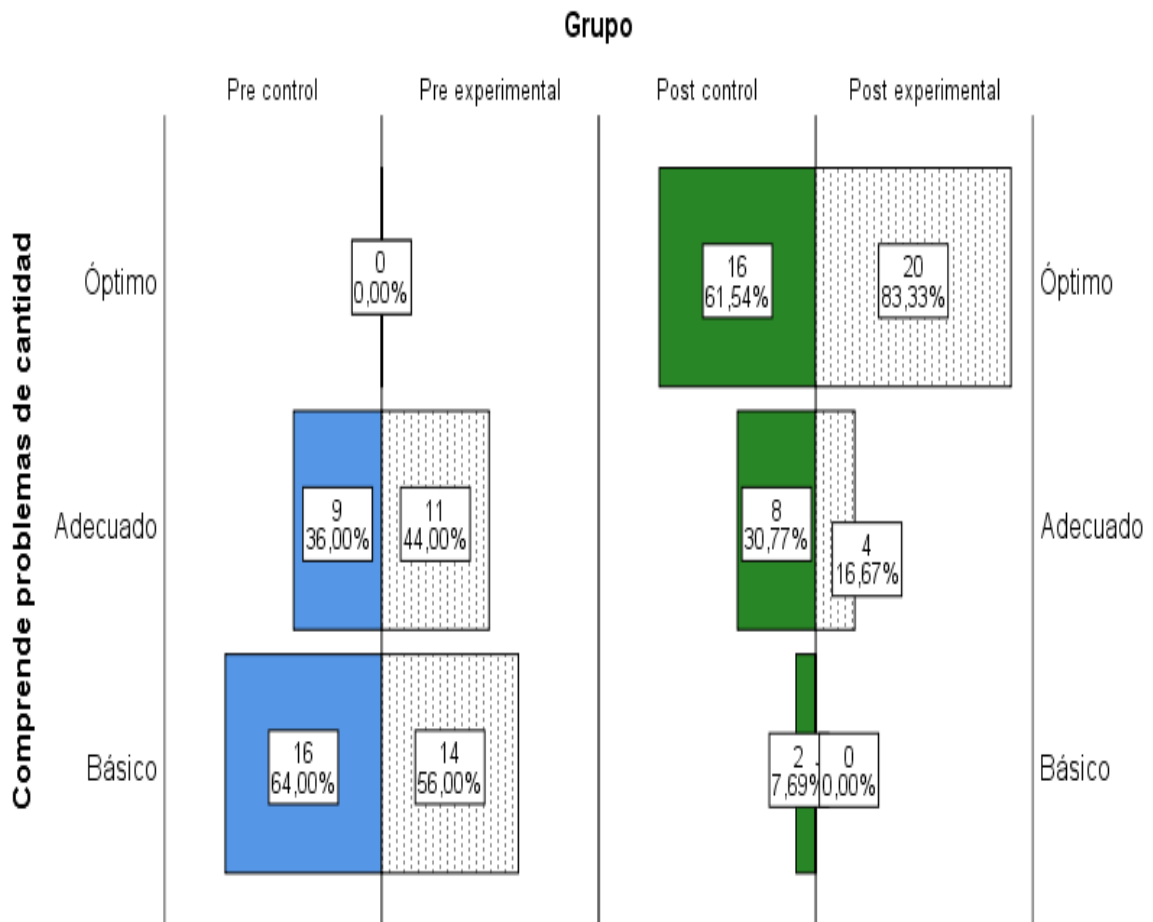 Grupo
Pre control
Pre experimental
Post control
Post experimental
Comprende problemas de cantidad
Óptimo
0
0,00%
16
61,54%
20
83,33%
Óptimo
Adecuado
9
36,00%
11
44,00%
8
30,77%
4
16,67%
Adecuado
Básico
16
64,00%
14
56,00%
2
7,69%
0
0,00%
Básico